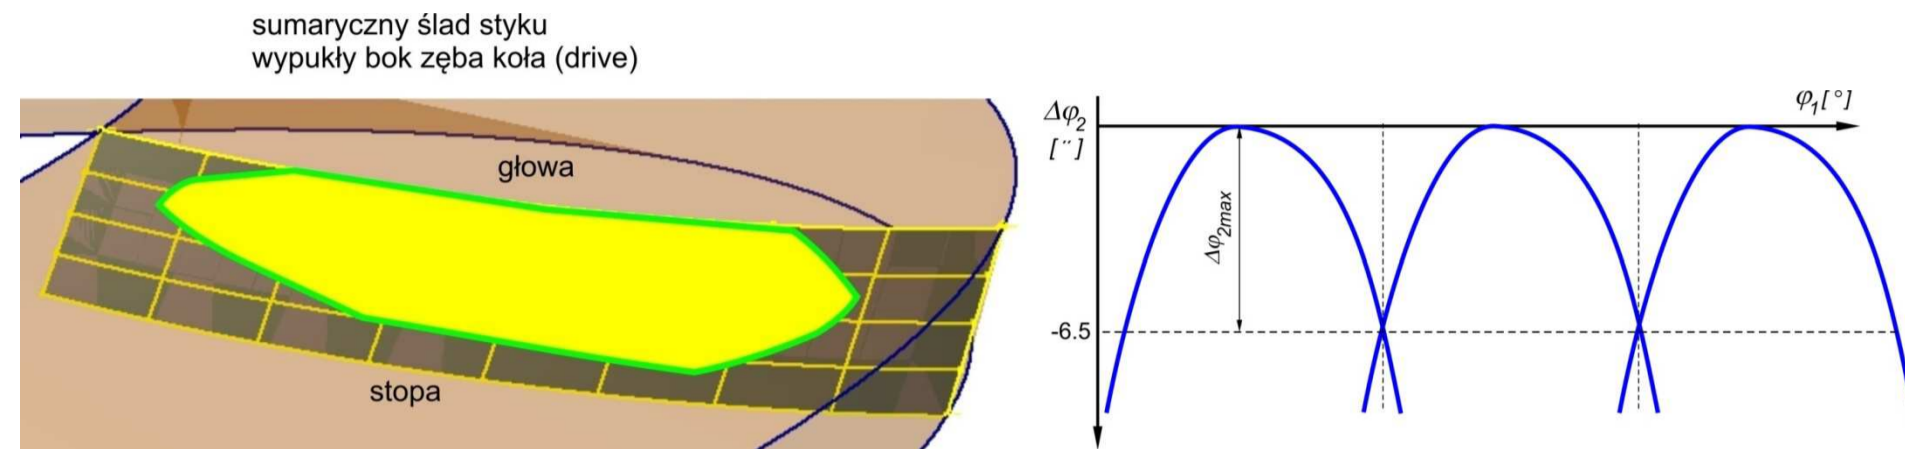 sumaryczny ślad styku
wypukły bok zęba koła (drive)
głowa
stopa
Δφ₂
["]
φ₁[°]
Δφ₂max
-6.5